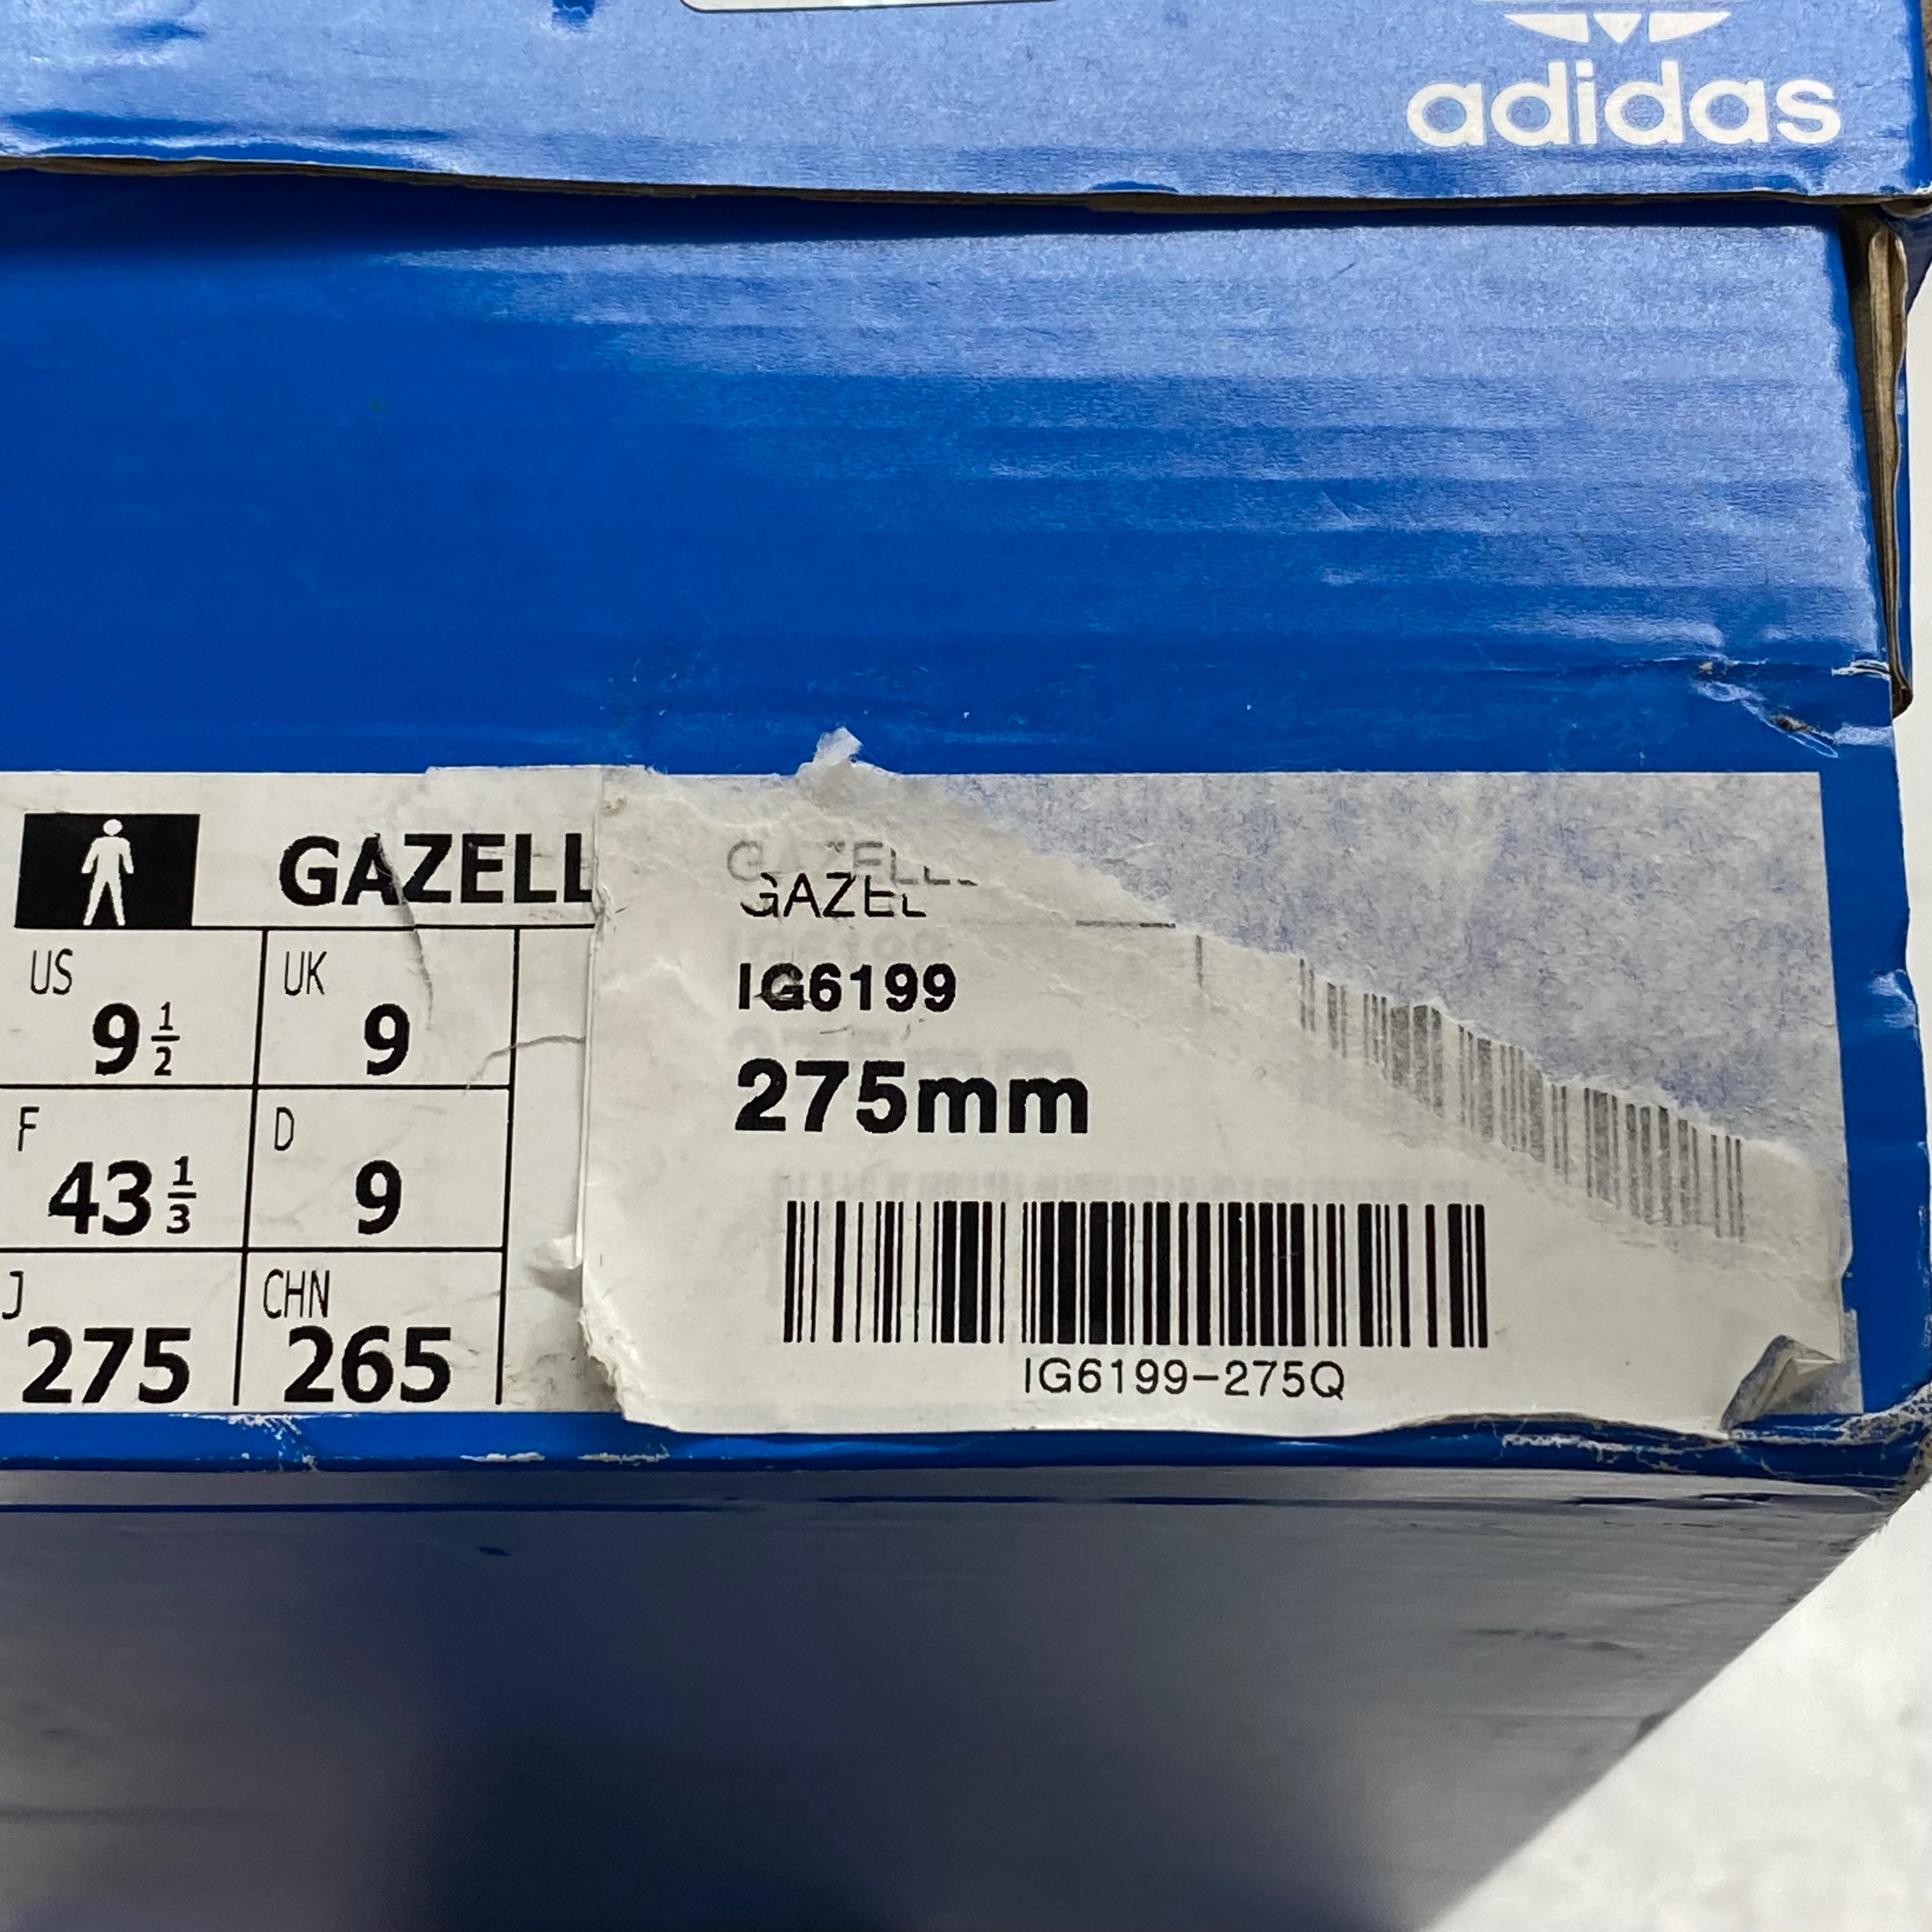 adidas
GAZELL
US
9 1/2
UK
9
F
43 1/3
D
9
J
275
CHN
265
GAZELL
GAZEL
IG6199
275mm
IG6199-275Q